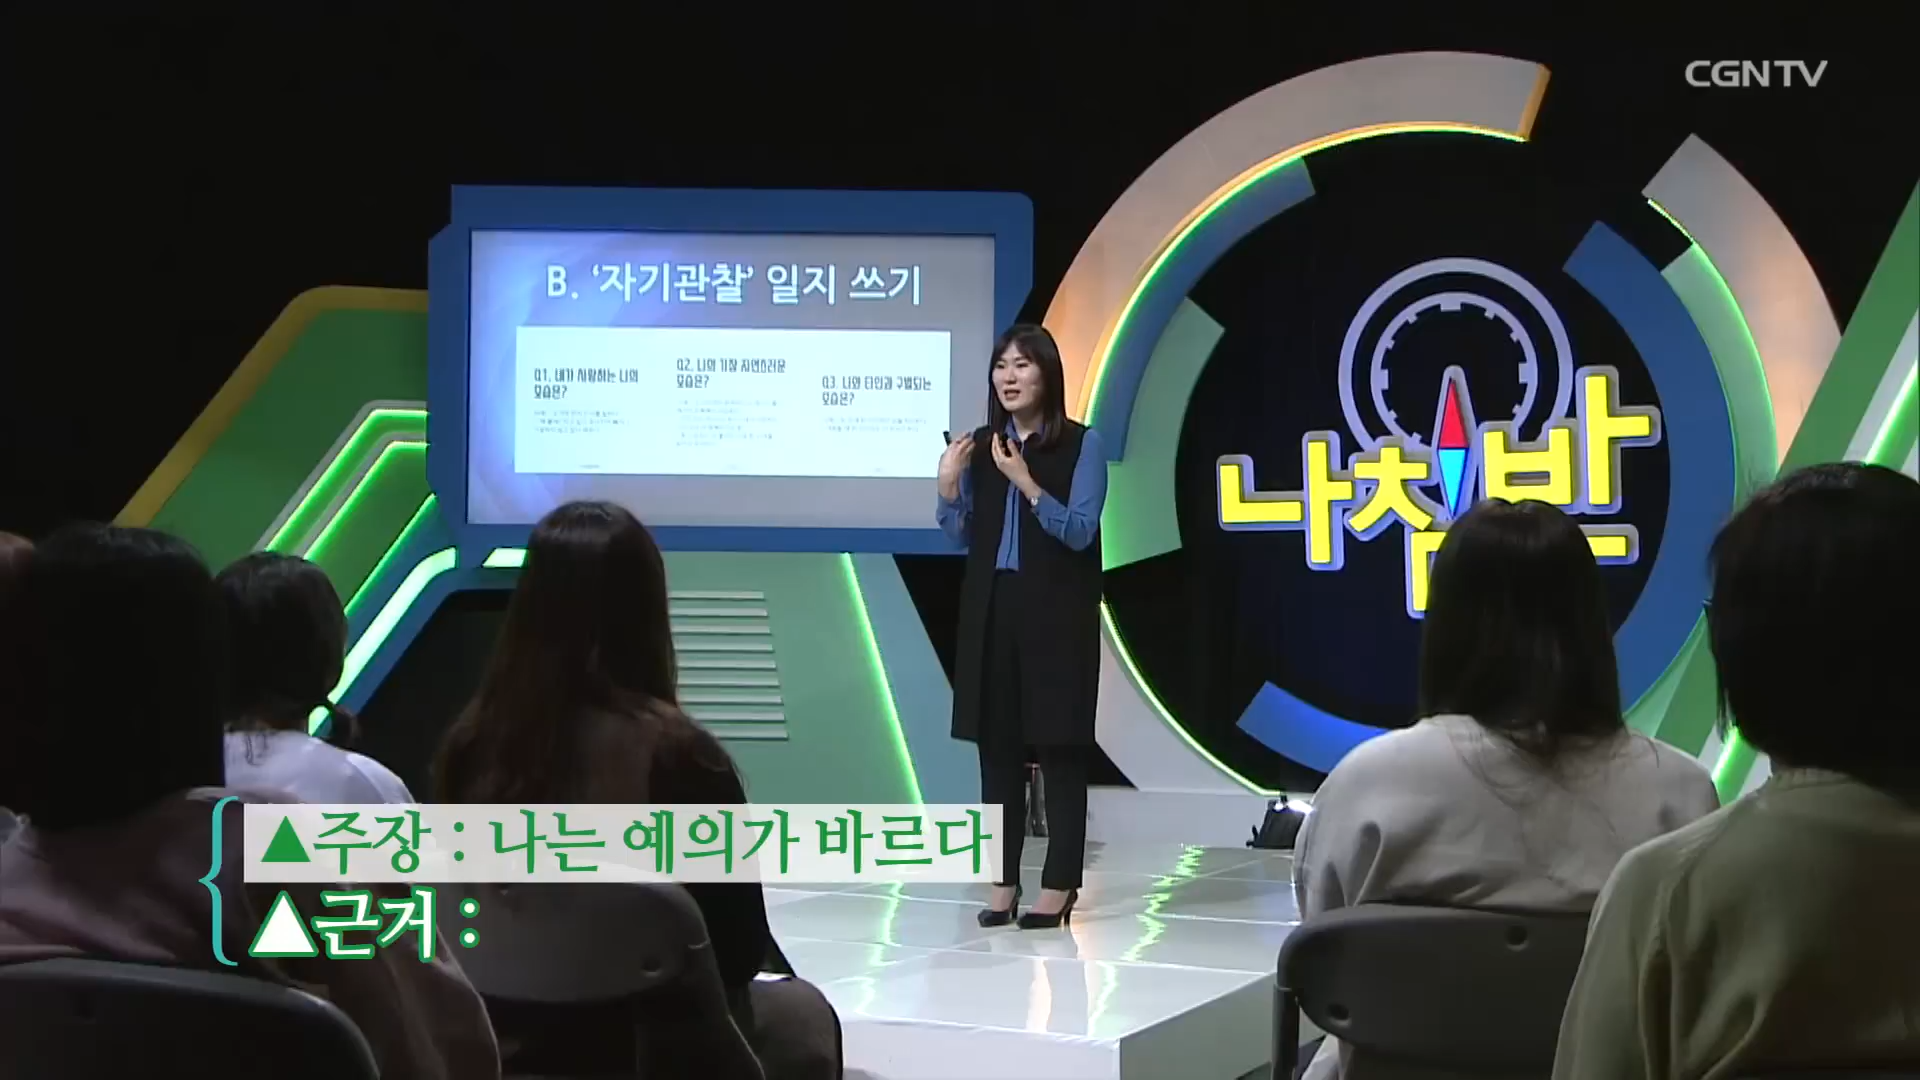 CGNTV
B. ‘자기관찰’ 일지 쓰기
Q1. 내가 사랑하는 나의
모습은?
Q2. 나의 가장 자연스러운
모습은?
Q3. 나와 타인과 구별되는
모습은?
나침반
▲주장 : 나는 예의가 바르다
▲근거 :